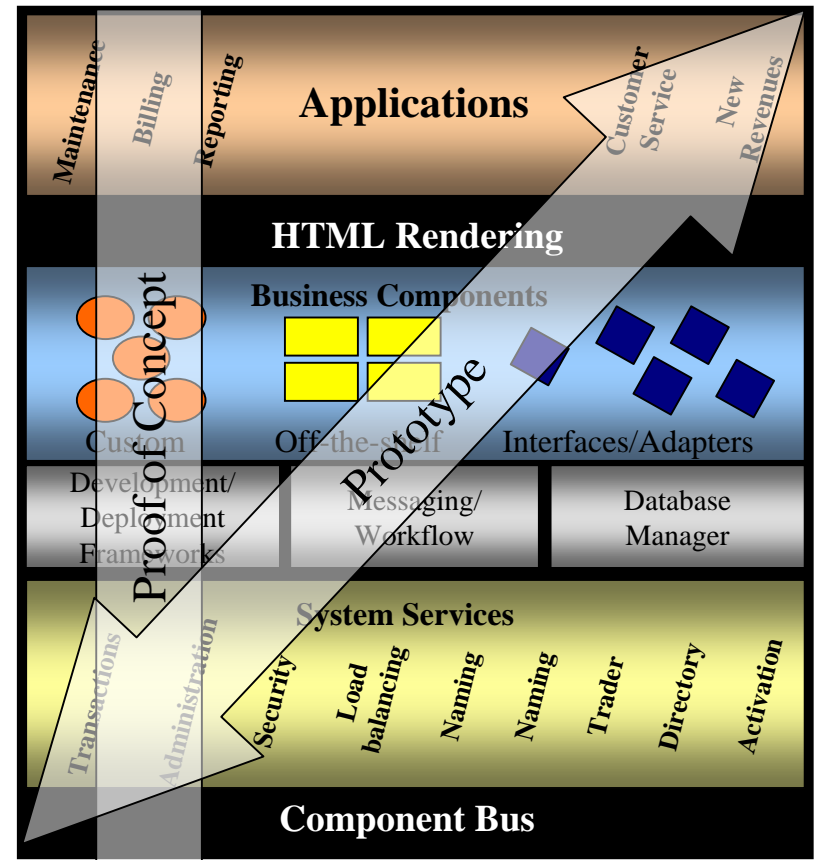 Maintenance
Billing
Reporting
Applications
Customer
Service
New
Revenues
HTML Rendering
Business Components
Custom
Off-the-shelf
Interfaces/Adapters
Proof of Concept
Prototype
Development/
Deployment
Frameworks
Messaging/
Workflow
Database
Manager
System Services
Transactions
Administration
Security
Load
balancing
Naming
Naming
Trader
Directory
Activation
Component Bus